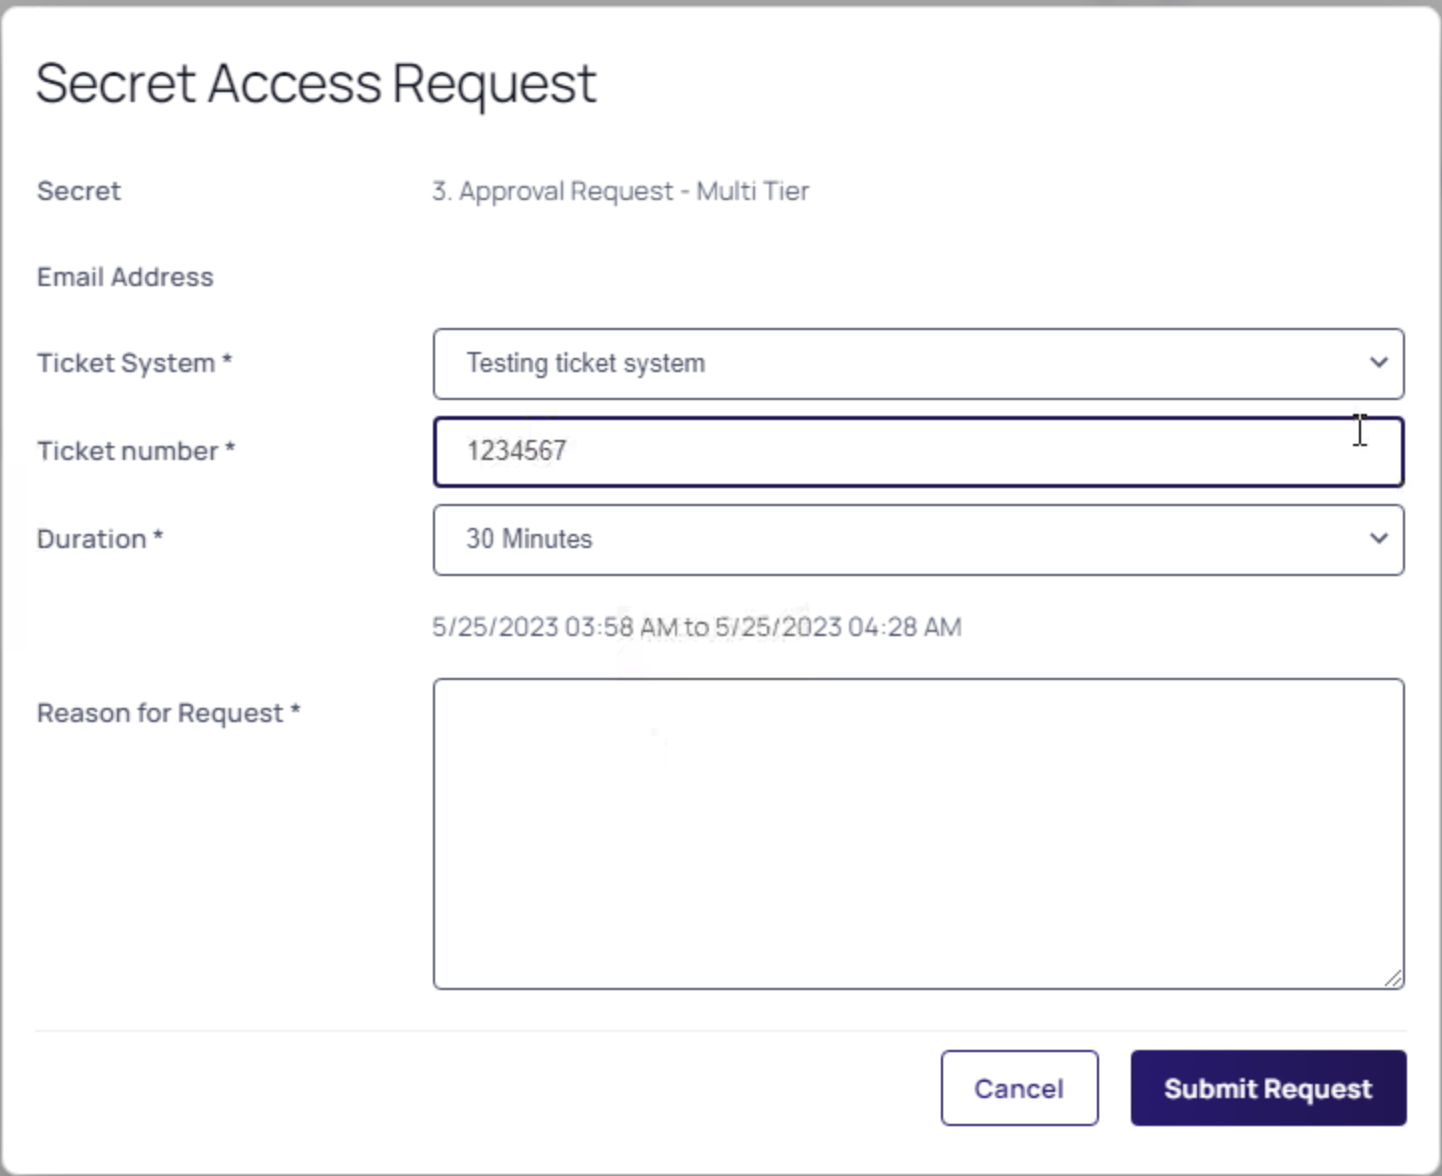 Secret Access Request
Secret 3. Approval Request - Multi Tier
Email Address
Ticket System * Testing ticket system
Ticket number * 1234567
Duration * 30 Minutes
5/25/2023 03:58 AM to 5/25/2023 04:28 AM
Reason for Request *
Cancel Submit Request